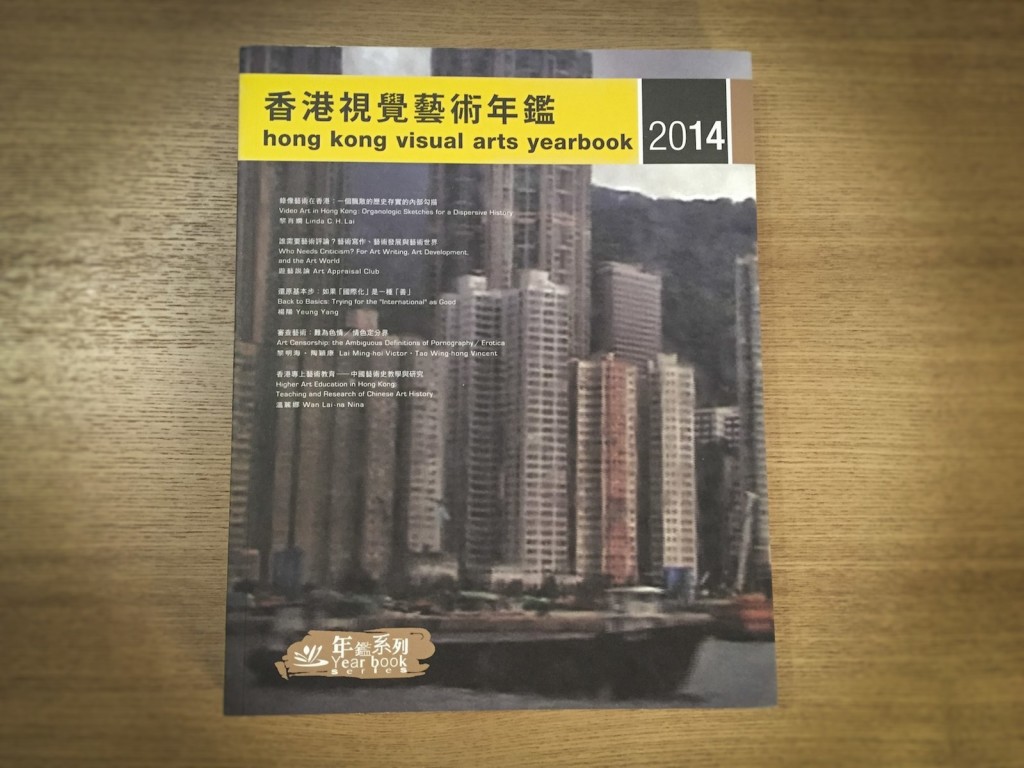 香港視覺藝術年鑑
hong kong visual arts yearbook
2014
錄像藝術在香港：一個飄散的歷史存實的內部勾描
Video Art in Hong Kong: Organologic Sketches for a Dispersive History
黎肖嫻 Linda C. H. Lai
誰需要藝術評論？藝術寫作、藝術發展與藝術世界
Who Needs Criticism? For Art Writing, Art Development,
and the Art World
遊藝説論 Art Appraisal Club
還原基本步：如果「國際化」是一種「善」
Back to Basics: Trying for the "International" as Good
楊陽 Yeung Yang
審查藝術：難為色情／情色定分界
Art Censorship: the Ambiguous Definitions of Pornography／Erotica
黎明海、陶穎康 Lai Ming-hoi Victor、Tao Wing-hong Vincent
香港專上藝術教育——中國藝術史教學與研究
Higher Art Education in Hong Kong:
Teaching and Research of Chinese Art History
溫麗娜 Wan Lai-na Nina
年鑑系列
Year book
series